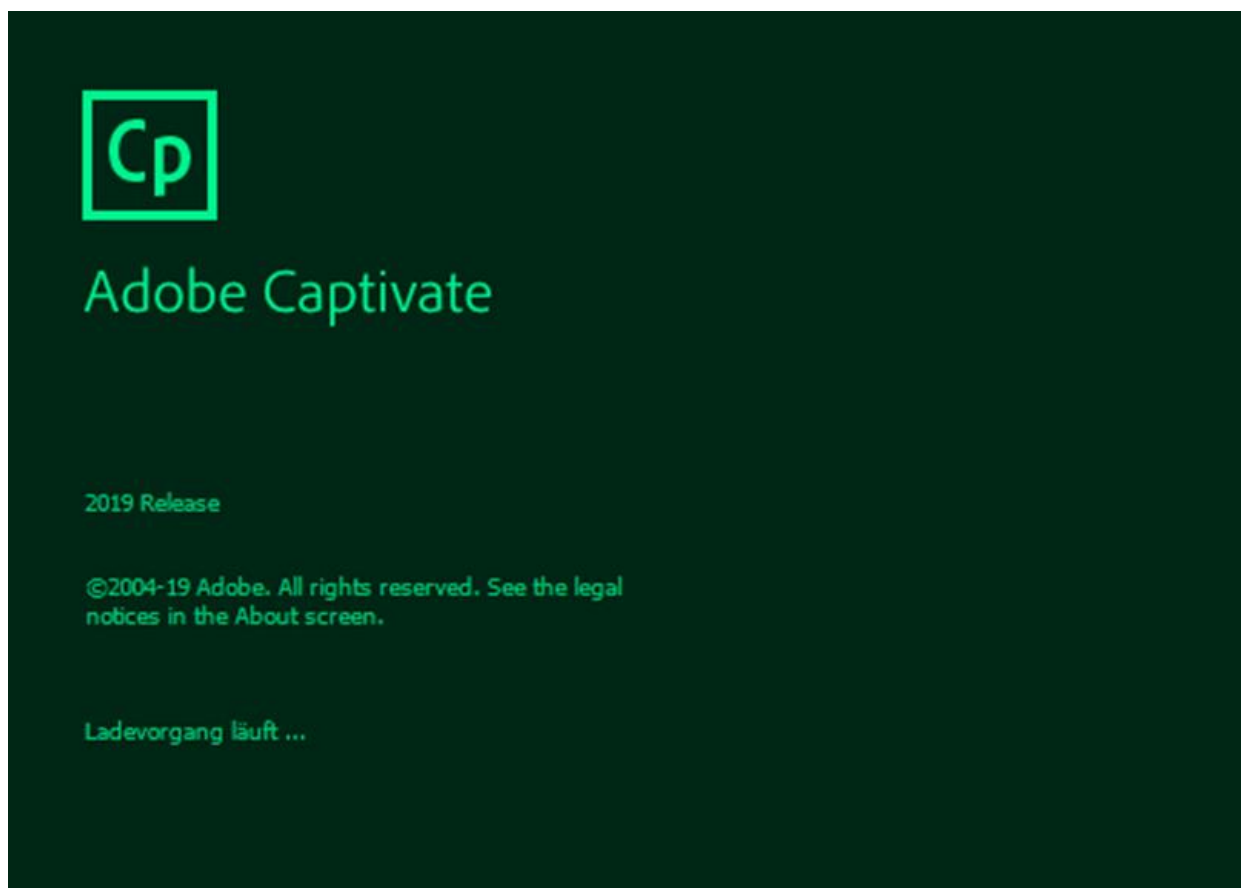 Cp
Adobe Captivate
2019 Release
©2004-19 Adobe. All rights reserved. See the legal
notices in the About screen.
Ladevorgang läuft ...